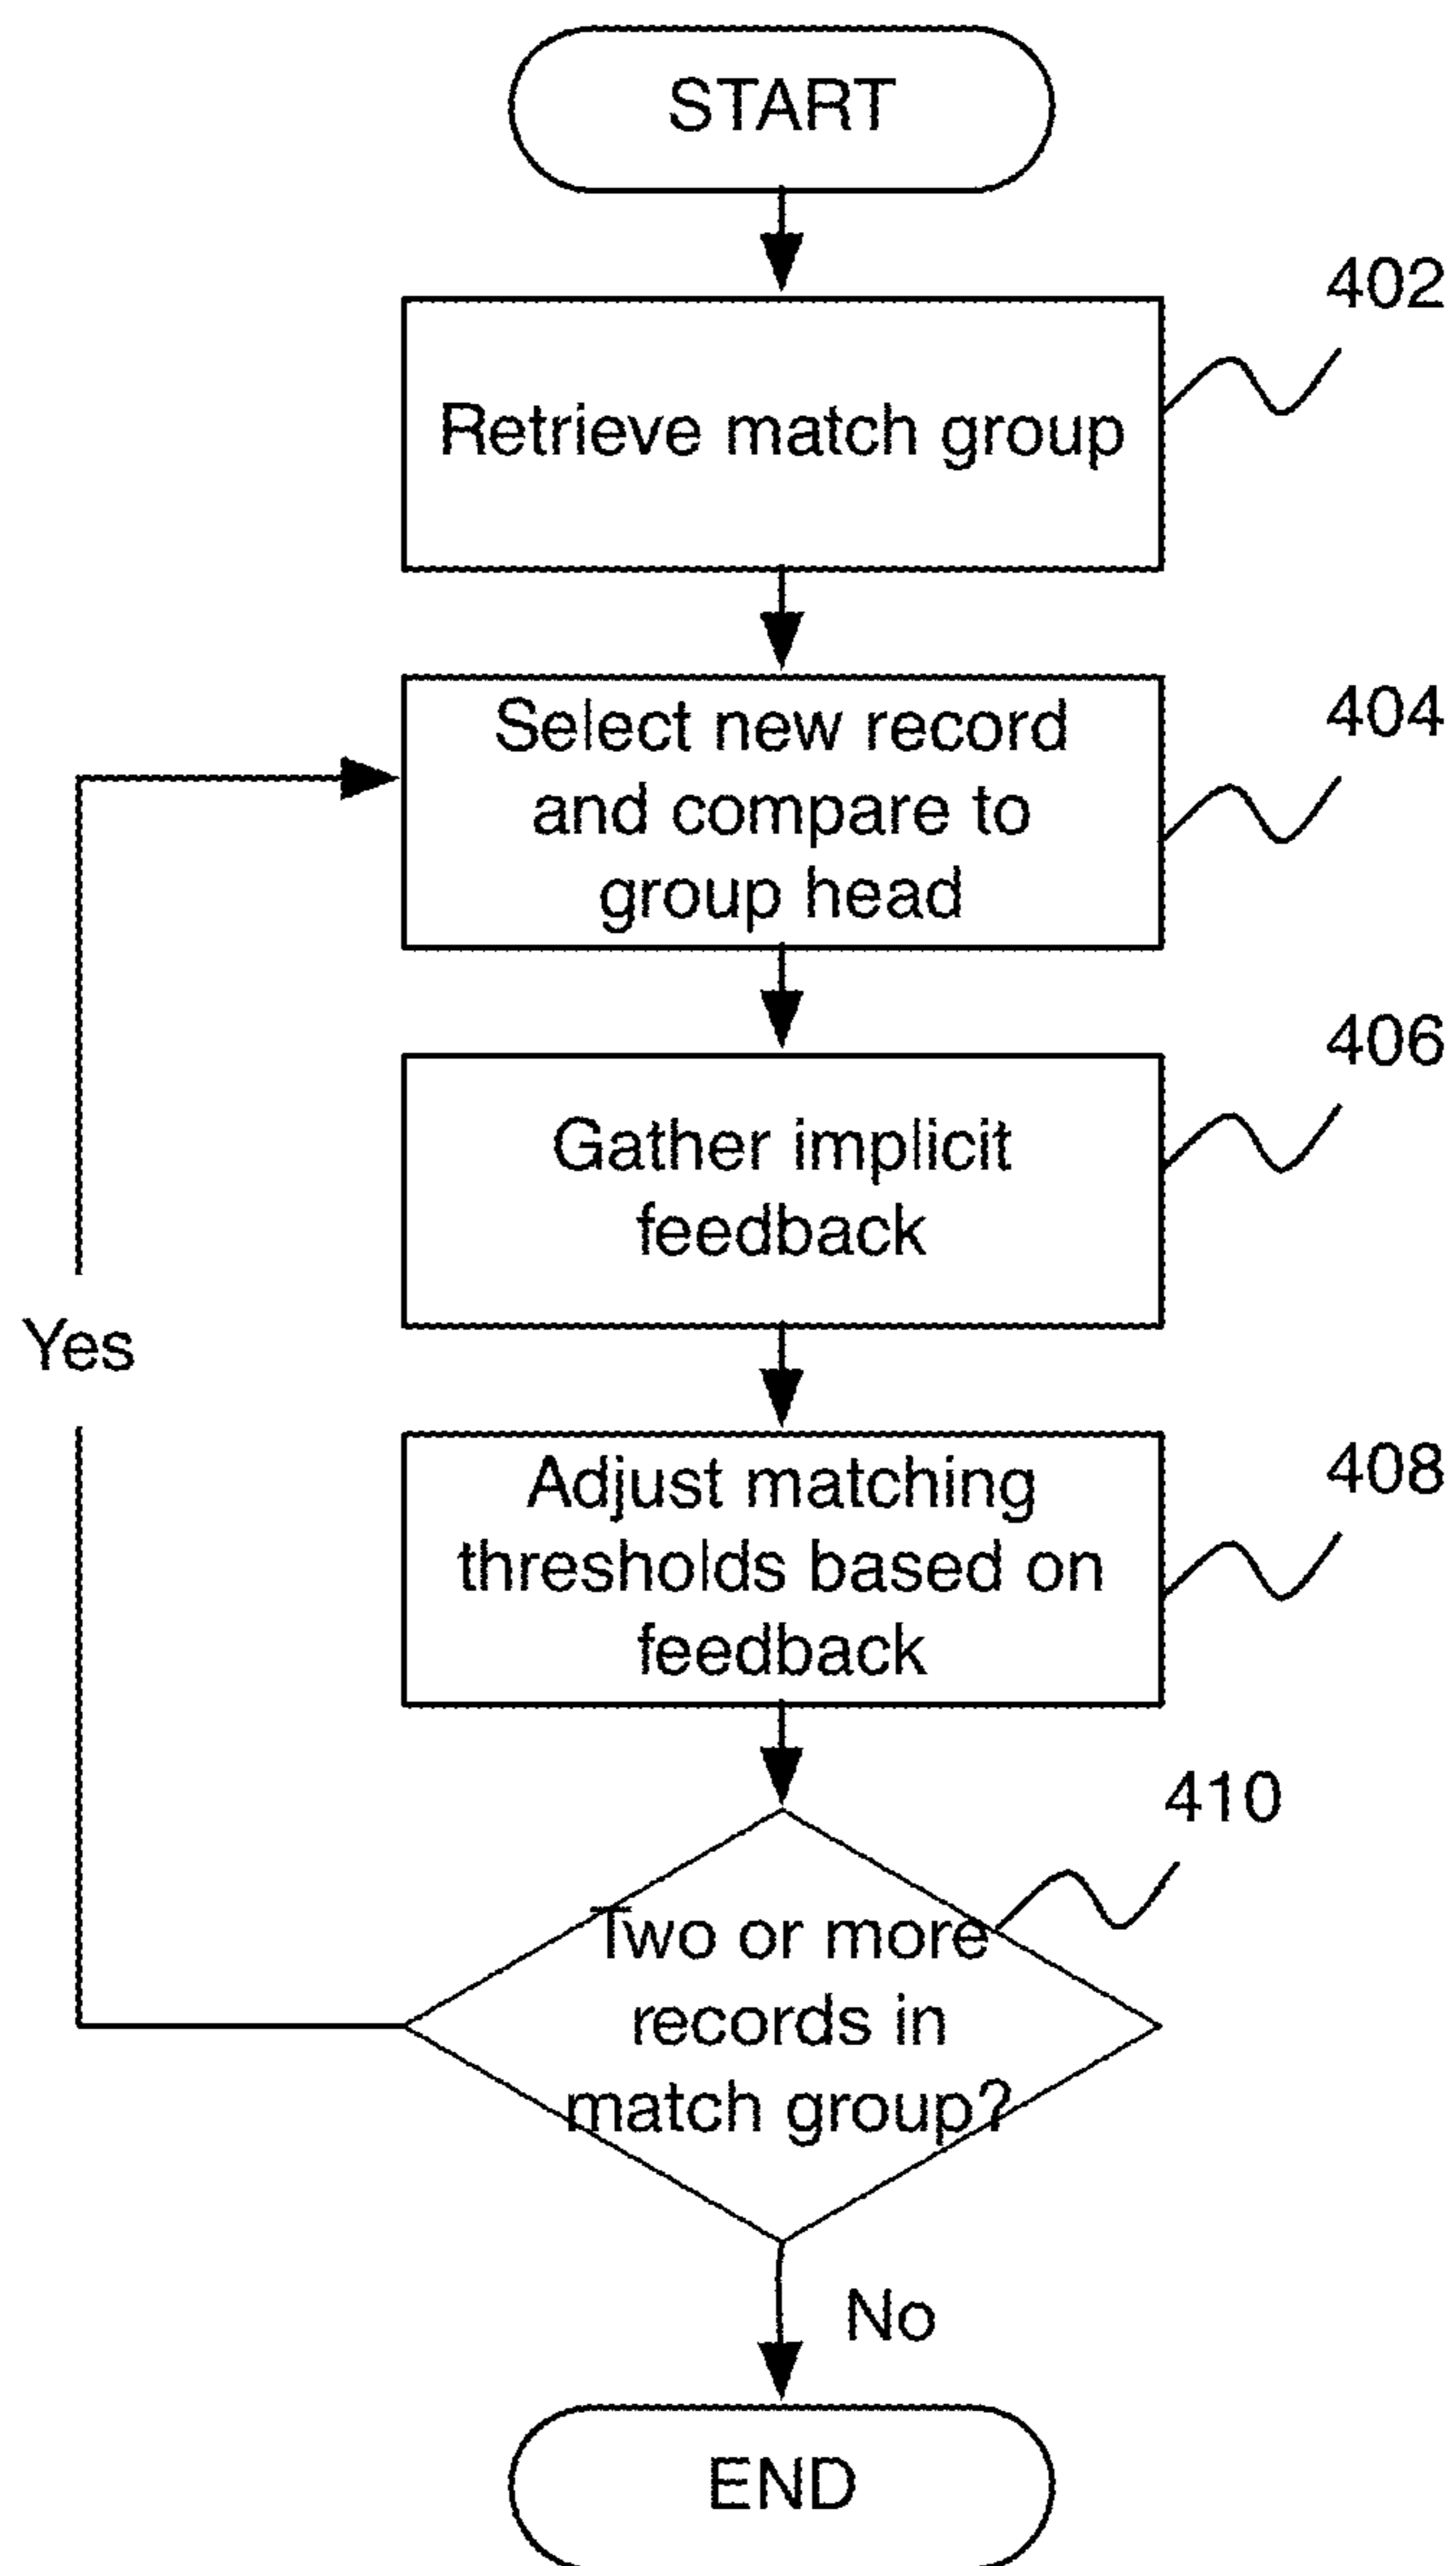 START
402
Retrieve match group
404
Select new record
and compare to
group head
406
Gather implicit
feedback
Yes
408
Adjust matching
thresholds based on
feedback
410
Two or more
records in
match group?
No
END